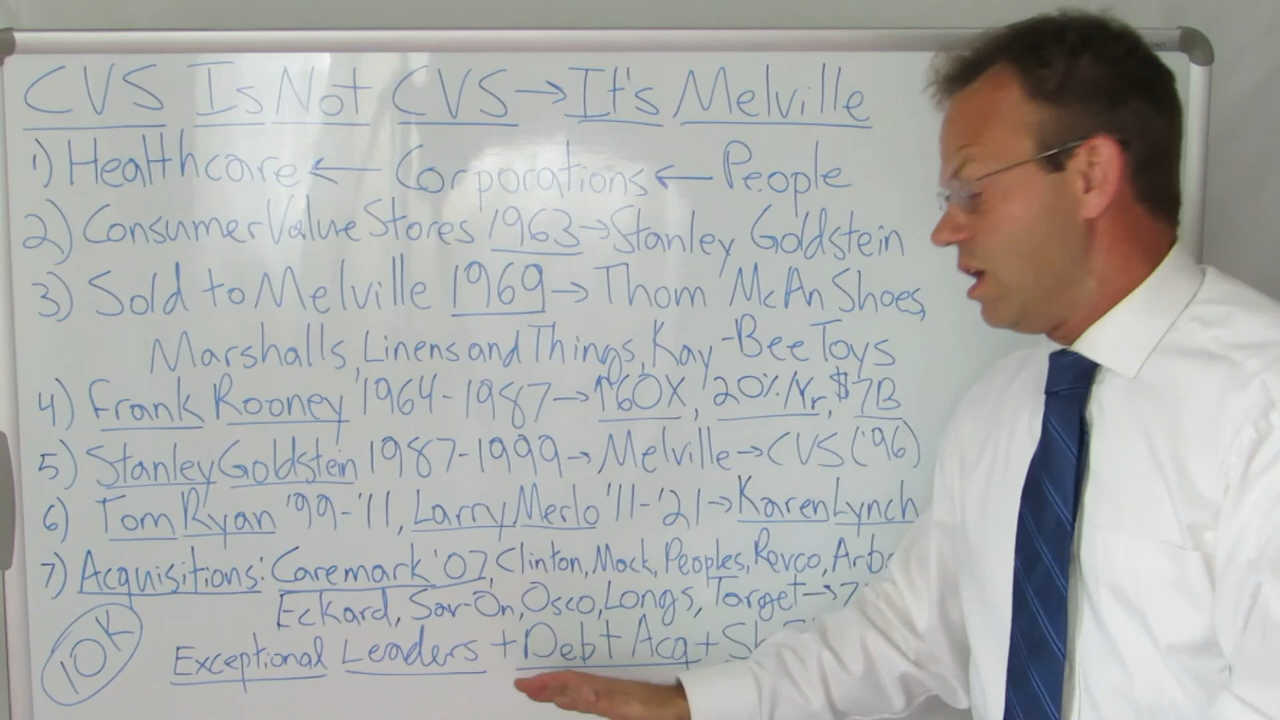 CVS Is Not CVS → It's Melville
1) Healthcare ← Corporations ← People
2) Consumer Value Stores 1963 → Stanley Goldstein
3) Sold to Melville 1969 → Thom McAn Shoes,
Marshalls, Linens and Things, Kay-Bee Toys
4) Frank Rooney '1964-1987 → ↑60X, 20%/Yr, $7B
5) Stanley Goldstein 1987-1999 → Melville → CVS ('96)
6) Tom Ryan '99-'11, Larry Merlo '11-'21 → Karen Lynch
7) Acquisitions: Caremark '07, Clinton, Mack, Peoples, Revco, Arb
Eckard, Sav-On, Osco, Longs, Target →
10K
Exceptional Leaders + Debt Acq +